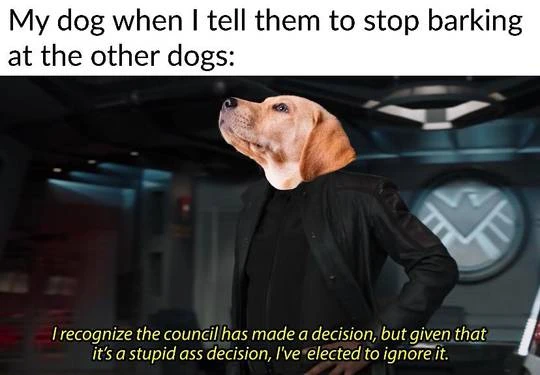 My dog when I tell them to stop barking
at the other dogs:
I recognize the council has made a decision, but given that
it's a stupid ass decision, I've elected to ignore it.